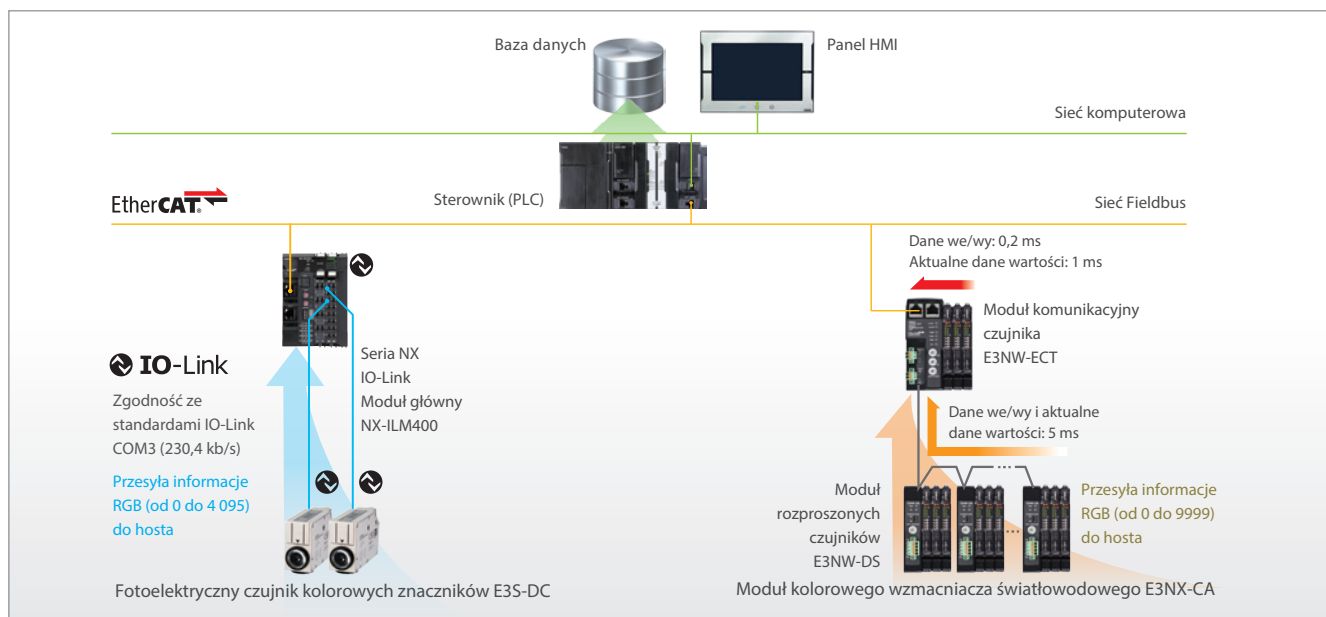 Baza danych
Panel HMI
Sieć komputerowa
Sterownik (PLC)
EtherCAT®
Sieć Fieldbus
Dane we/wy: 0,2 ms
Aktualne dane wartości: 1 ms
Moduł komunikacyjny
czujnika
E3NW-ECT
Seria NX
IO-Link
Moduł główny
NX-ILM400
IO-Link
Zgodność ze
standardami IO-Link
COM3 (230,4 kb/s)
Przesyła informacje
RGB (od 0 do 4 095)
do hosta
Dane we/wy i aktualne
dane wartości: 5 ms
Moduł
rozproszonych
czujników
E3NW-DS
Przesyła informacje
RGB (od 0 do 9999)
do hosta
Fotoelektryczny czujnik kolorowych znaczników E3S-DC
Moduł kolorowego wzmacniacza światłowodowego E3NX-CA